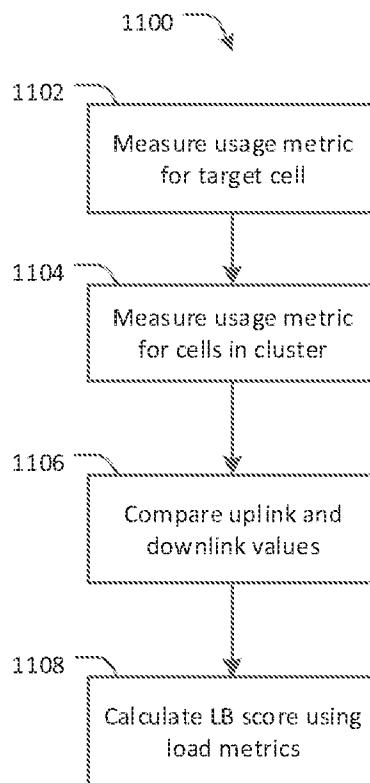 1100
1102
Measure usage metric
for target cell
1104
Measure usage metric
for cells in cluster
1106
Compare uplink and
downlink values
1108
Calculate LB score using
load metrics